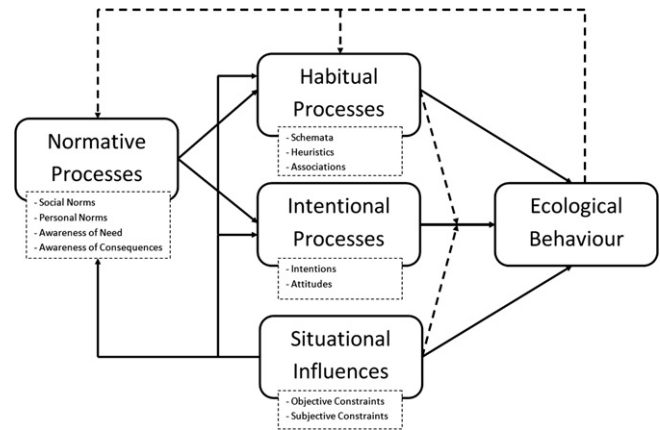 Habitual
Processes
- Schemata
- Heuristics
- Associations
Normative
Processes
- Social Norms
- Personal Norms
- Awareness of Need
- Awareness of Consequences
Intentional
Processes
- Intentions
- Attitudes
Ecological
Behaviour
Situational
Influences
- Objective Constraints
- Subjective Constraints